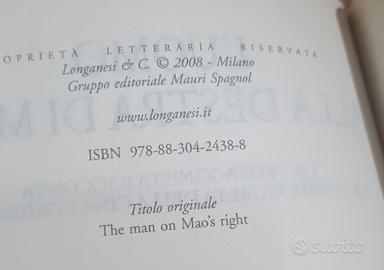 PROPRIETÀ LETTERARIA RISERVATA
Longanesi & C. © 2008 - Milano
Gruppo editoriale Mauri Spagnol
www.longanesi.it
ISBN 978-88-304-2438-8
Titolo originale
The man on Mao's right
subito